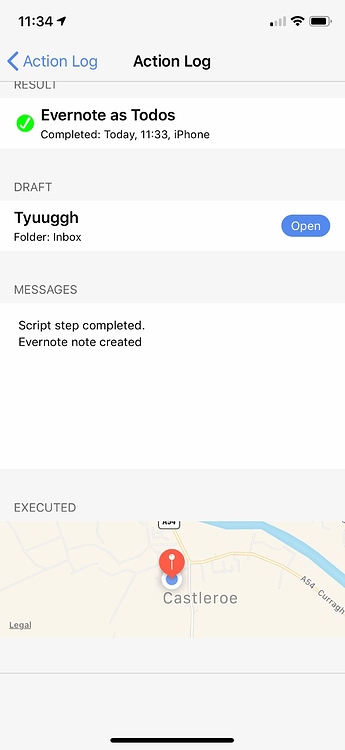 11:34
Action Log Action Log
RESULT
Evernote as Todos
Completed: Today, 11:33, iPhone
DRAFT
Tyuuggh
Open
Folder: Inbox
MESSAGES
Script step completed.
Evernote note created
EXECUTED
A54
Castleroe
A54 Curragh
Legal